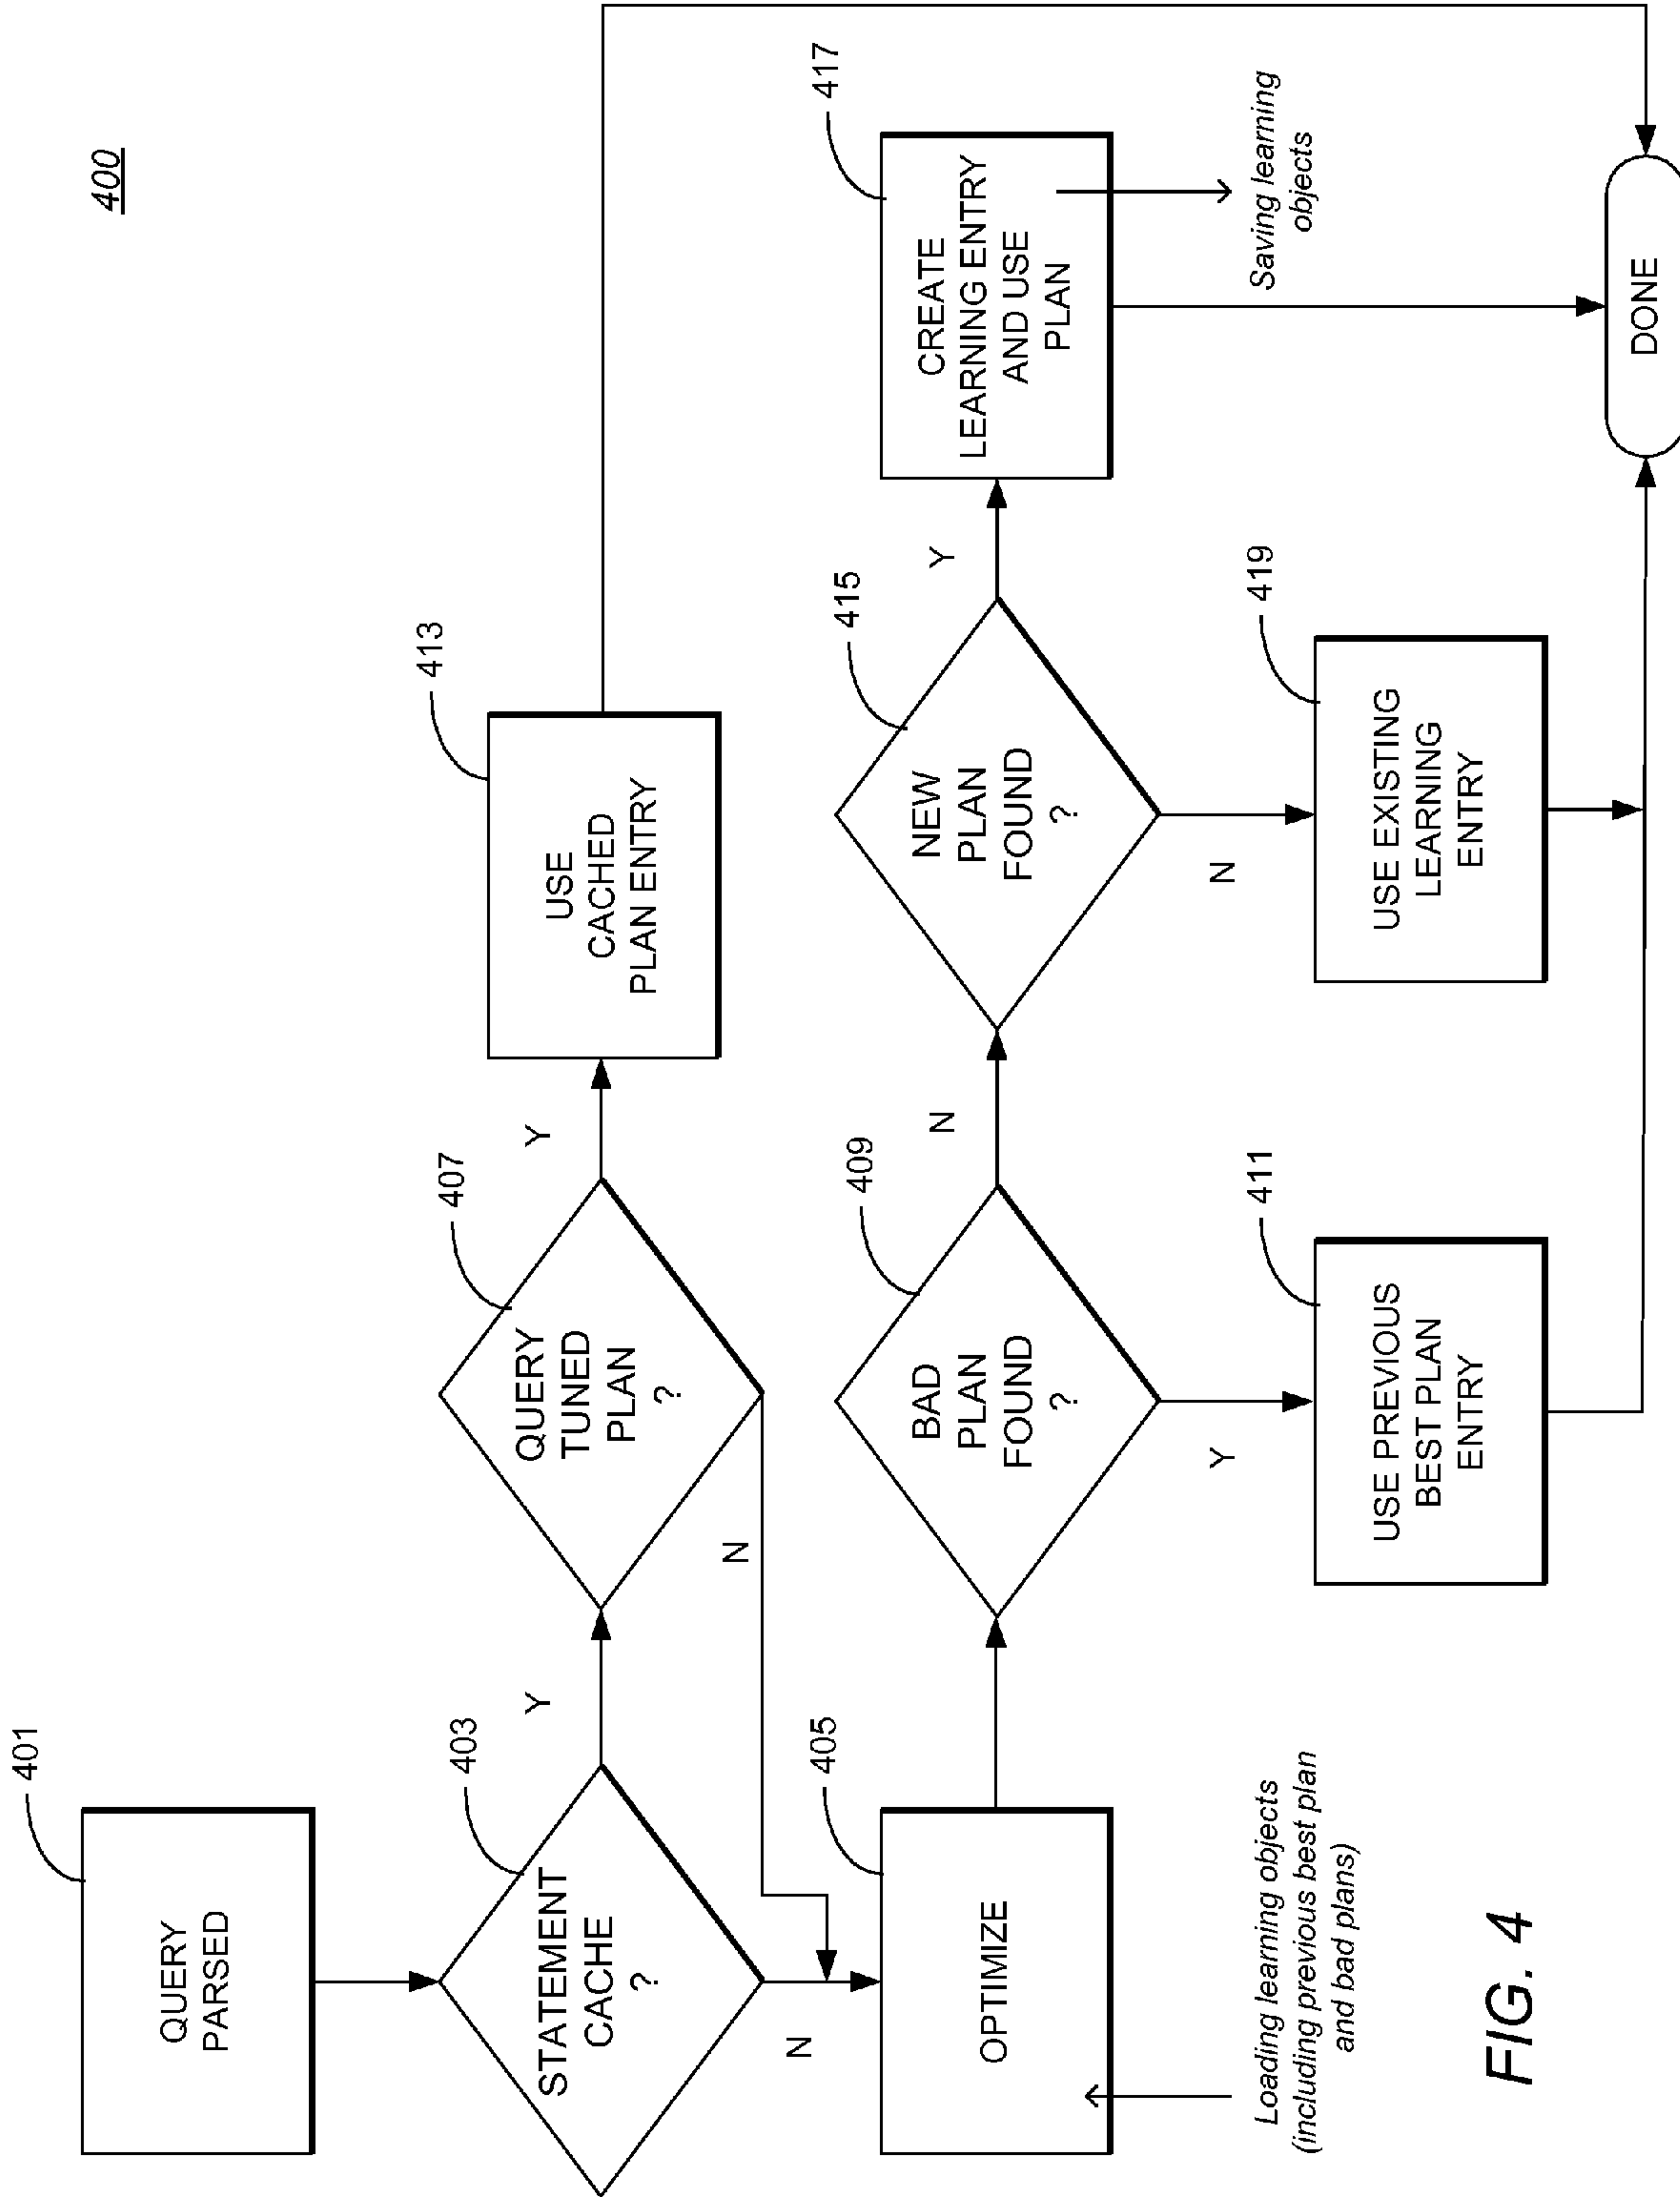 400
401
QUERY
PARSED
403
STATEMENT
CACHE
?
Y
N
407
QUERY
TUNED
PLAN
?
Y
N
413
USE
CACHED
PLAN ENTRY
405
OPTIMIZE
Loading learning objects
(including previous best plan
and bad plans)
409
BAD
PLAN
FOUND
?
N
Y
415
NEW
PLAN
FOUND
?
Y
N
417
CREATE
LEARNING ENTRY
AND USE
PLAN
Saving learning
objects
411
USE PREVIOUS
BEST PLAN
ENTRY
419
USE EXISTING
LEARNING
ENTRY
DONE
FIG. 4